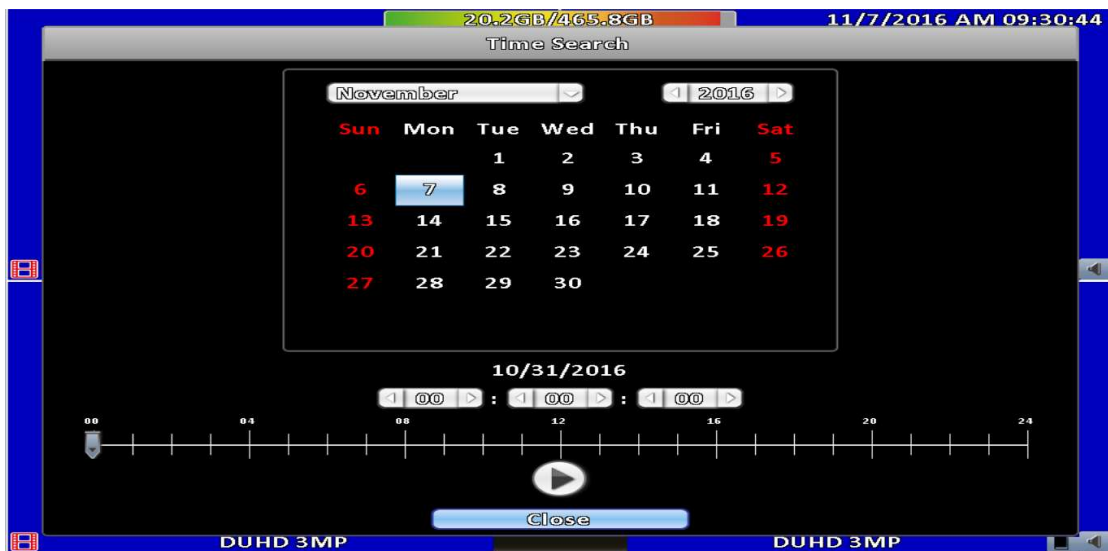 20.2GB/465.8GB 11/7/2016 AM 09:30:44
Time Search
November 2016
Sun Mon Tue Wed Thu Fri Sat
1 2 3 4 5
6 7 8 9 10 11 12
13 14 15 16 17 18 19
20 21 22 23 24 25 26
27 28 29 30
10/31/2016
00 : 00 : 00
00 04 08 12 16 20 24
Close
DUHD 3MP DUHD 3MP